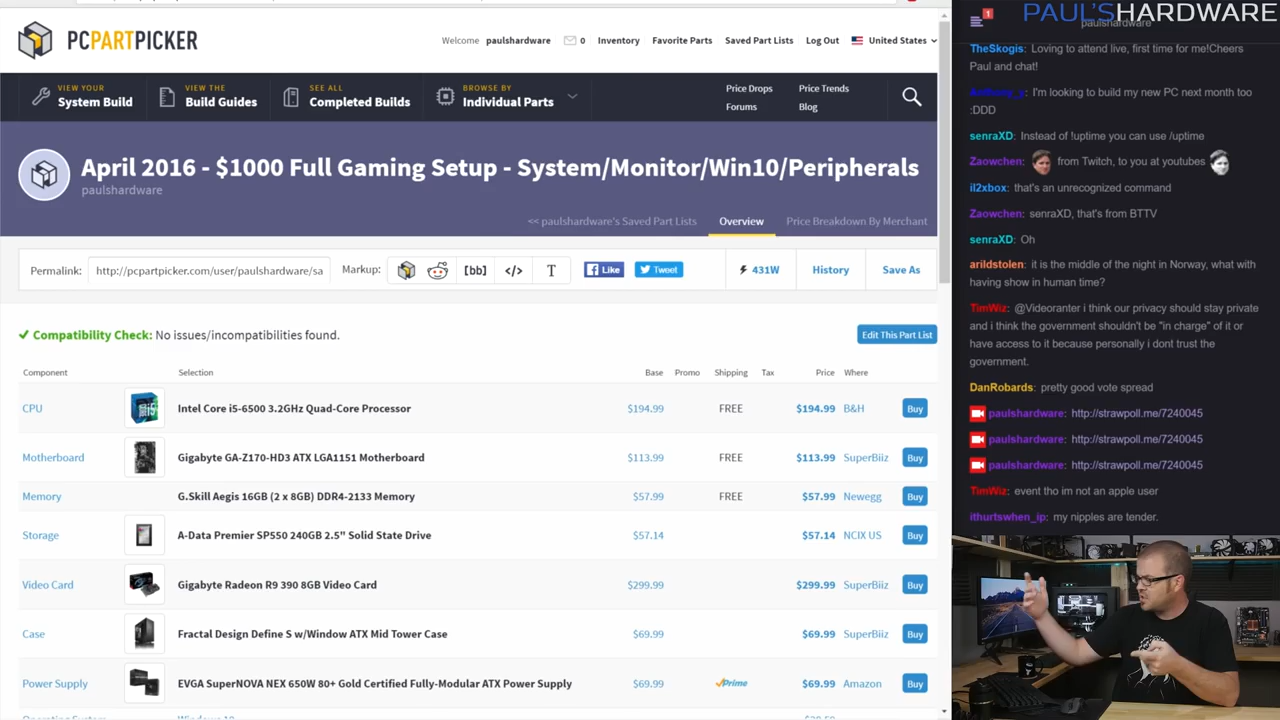 PCPARTPICKER
Welcome paulshardware 0 Inventory Favorite Parts Saved Part Lists Log Out United States
VIEW YOUR
System Build
VIEW THE
Build Guides
SEE ALL
Completed Builds
BROWSE BY
Individual Parts
Price Drops Price Trends
Forums Blog
April 2016 - $1000 Full Gaming Setup - System/Monitor/Win10/Peripherals
paulshardware
<< paulshardware's Saved Part Lists Overview Price Breakdown By Merchant
Permalink: http://pcpartpicker.com/user/paulshardware/sa Markup: [bb] </> T Like Tweet 431W History Save As
Compatibility Check: No issues/incompatibilities found. Edit This Part List
Component Selection Base Promo Shipping Tax Price Where
CPU Intel Core i5-6500 3.2GHz Quad-Core Processor $194.99 FREE $194.99 B&H Buy
Motherboard Gigabyte GA-Z170-HD3 ATX LGA1151 Motherboard $113.99 FREE $113.99 SuperBiiz Buy
Memory G.Skill Aegis 16GB (2 x 8GB) DDR4-2133 Memory $57.99 FREE $57.99 Newegg Buy
Storage A-Data Premier SP550 240GB 2.5" Solid State Drive $57.14 $57.14 NCIX US Buy
Video Card Gigabyte Radeon R9 390 8GB Video Card $299.99 $299.99 SuperBiiz Buy
Case Fractal Design Define S w/Window ATX Mid Tower Case $69.99 $69.99 SuperBiiz Buy
Power Supply EVGA SuperNOVA NEX 650W 80+ Gold Certified Fully-Modular ATX Power Supply $69.99 Prime $69.99 Amazon Buy
1
PAUL'SHARDWARE
paulshardware
TheSkogis: Loving to attend live, first time for me!Cheers
Paul and chat!
I'm looking to build my new PC next month too
:DDD
senraXD: Instead of !uptime you can use /uptime
Zaowchen: from Twitch, to you at youtubes
il2xbox: that's an unrecognized command
Zaowchen: senraXD, that's from BTTV
senraXD: Oh
arildstolen: it is the middle of the night in Norway, what with
having show in human time?
TimWiz: @Videoranter i think our privacy should stay private
and i think the government shouldn't be "in charge" of it or
have access to it because personally i dont trust the
government.
DanRobards: pretty good vote spread
paulshardware: http://strawpoll.me/7240045
paulshardware: http://strawpoll.me/7240045
paulshardware: http://strawpoll.me/7240045
TimWiz: event tho im not an apple user
ithurtswhen_ip: my nipples are tender.